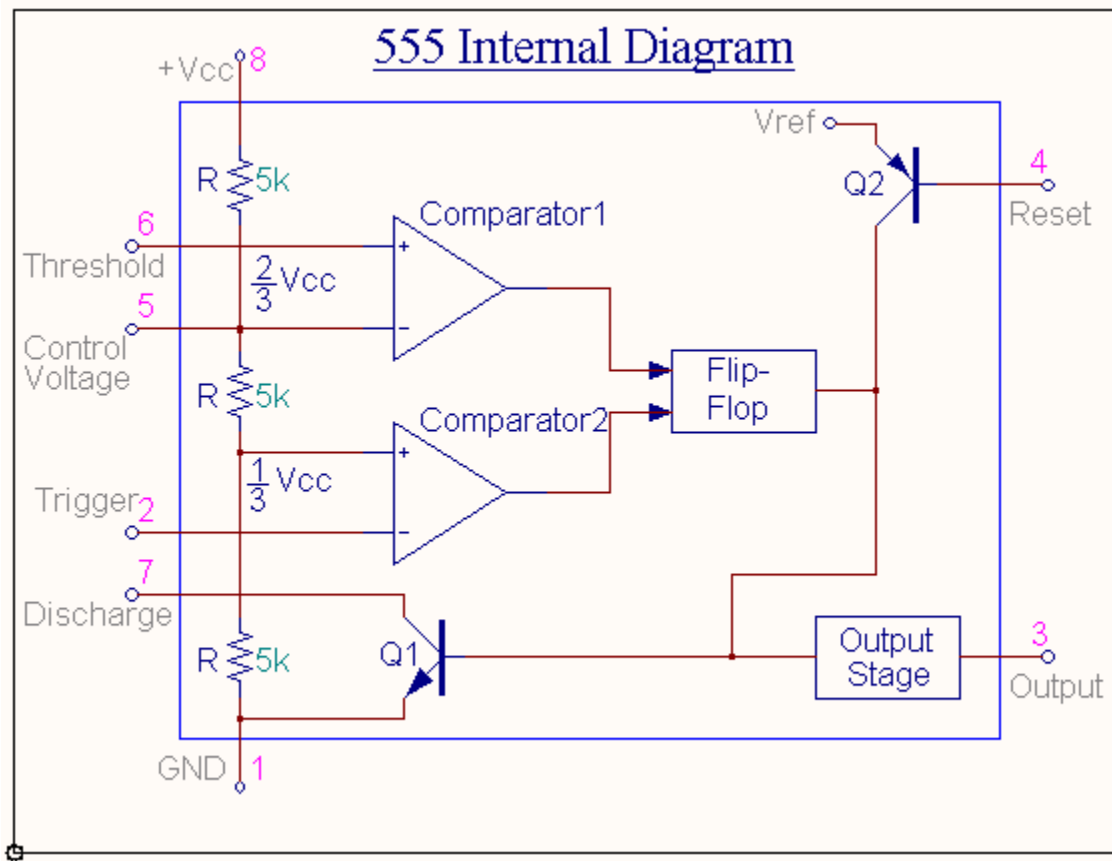 555 Internal Diagram
+Vcc
8
Vref
R
5k
Q2
4
Reset
Comparator1
6
Threshold
2/3 Vcc
5
Control
Voltage
Flip-
Flop
R
5k
Comparator2
1/3 Vcc
Trigger
2
7
Discharge
R
5k
Q1
Output
Stage
3
Output
GND
1
+
−
+
−